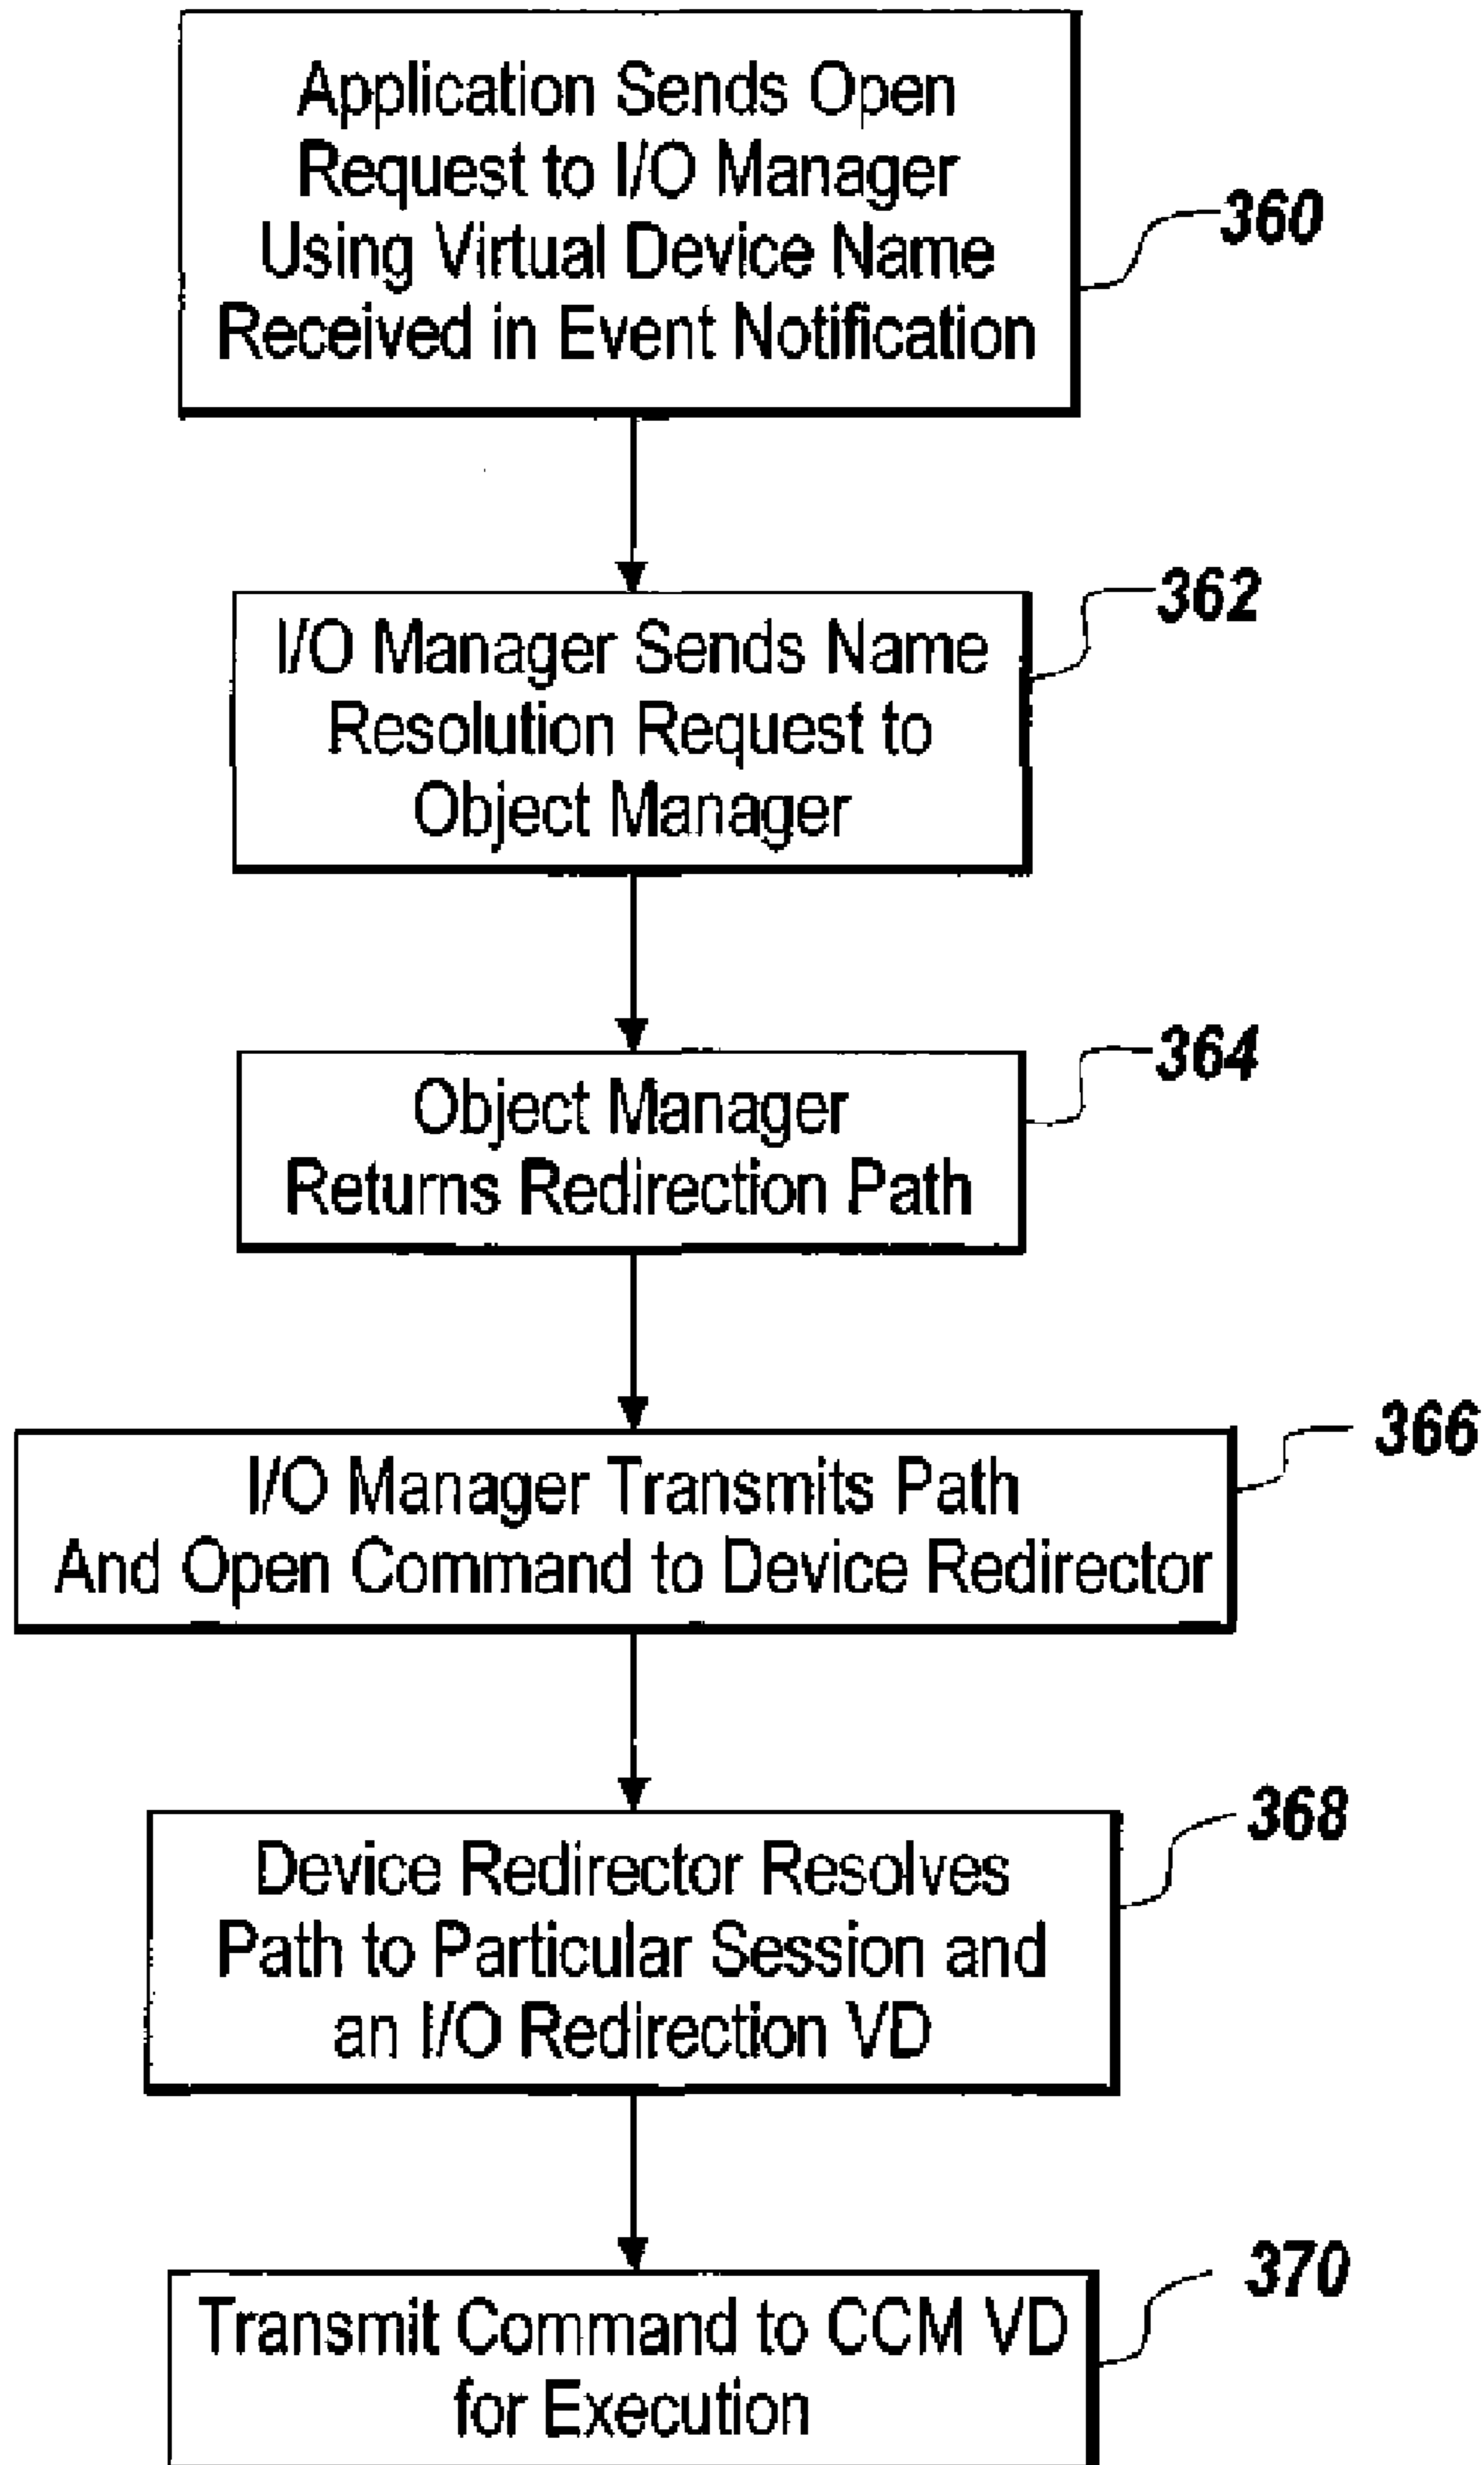 Application Sends Open
Request to I/O Manager
Using Virtual Device Name
Received in Event Notification
360
I/O Manager Sends Name
Resolution Request to
Object Manager
362
Object Manager
Returns Redirection Path
364
I/O Manager Transmits Path
And Open Command to Device Redirector
366
Device Redirector Resolves
Path to Particular Session and
an I/O Redirection VD
368
Transmit Command to CCM VD
for Execution
370